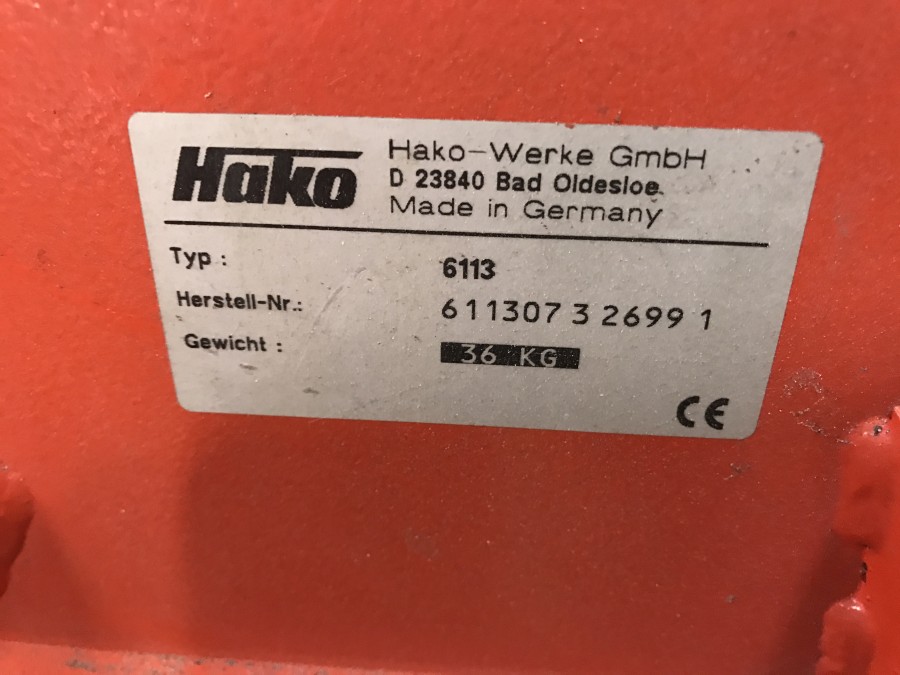 Hako
Hako-Werke GmbH
D 23840 Bad Oldesloe
Made in Germany
Typ : 6113
Herstell-Nr.: 611307 3 2699 1
Gewicht : 36 KG
CE